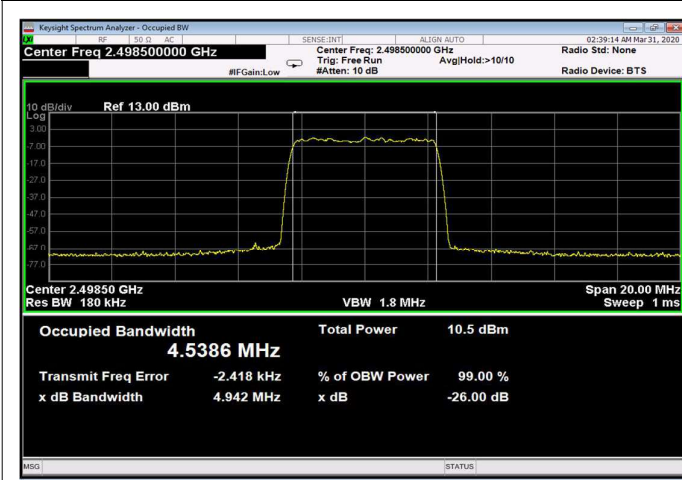 Keysight Spectrum Analyzer - Occupied BW
LXI RF 50 Ω AC SENSE:INT ALIGN AUTO 02:39:14 AM Mar 31, 2020
Center Freq 2.498500000 GHz Center Freq: 2.498500000 GHz Radio Std: None
Trig: Free Run Avg|Hold:>10/10
#IFGain:Low #Atten: 10 dB Radio Device: BTS
10 dB/div Ref 13.00 dBm
Log
3.00
-7.00
-17.0
-27.0
-37.0
-47.0
-57.0
-67.0
-77.0
Center 2.49850 GHz Span 20.00 MHz
Res BW 180 kHz VBW 1.8 MHz Sweep 1 ms
Occupied Bandwidth Total Power 10.5 dBm
4.5386 MHz
Transmit Freq Error -2.418 kHz % of OBW Power 99.00 %
x dB Bandwidth 4.942 MHz x dB -26.00 dB
MSG STATUS